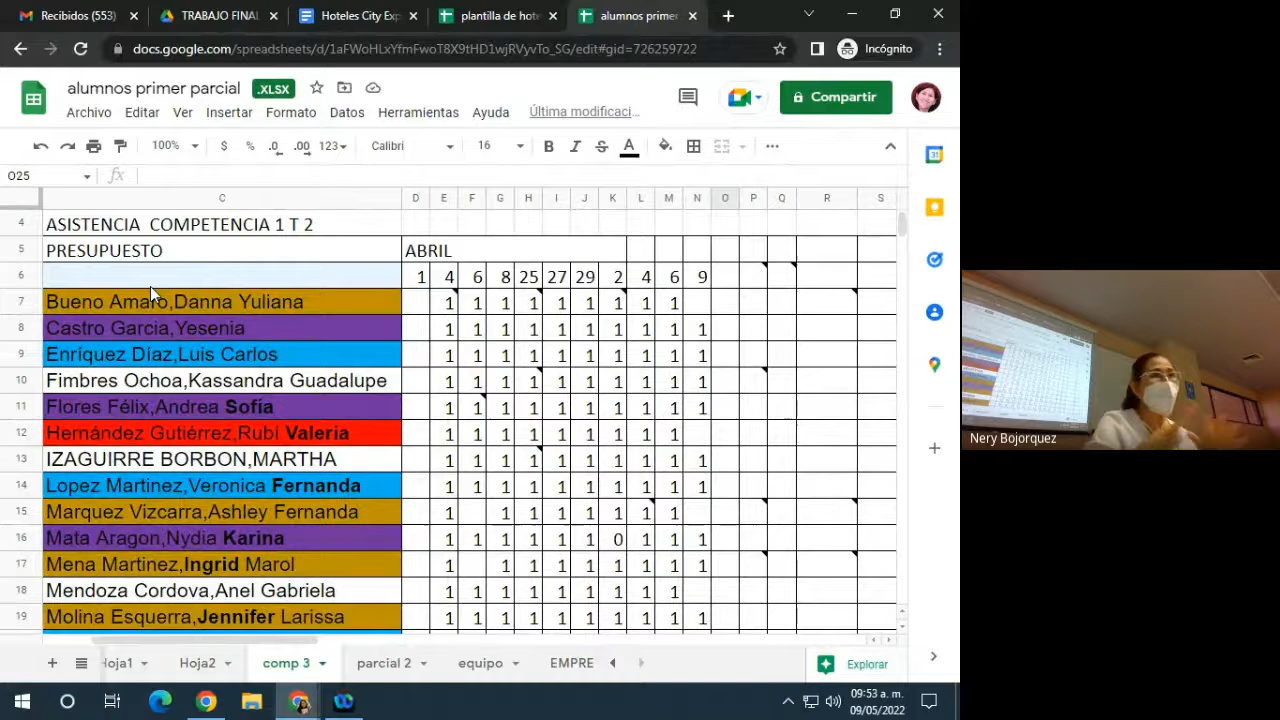 Recibidos (553)
TRABAJO FINAL
Hoteles City Exp
plantilla de hote
alumnos primer
docs.google.com/spreadsheets/d/1aFWoHLxYfmFwoT8X9tHD1wjRVyvTo_SG/edit#gid=726259722
Incógnito
alumnos primer parcial .XLSX
Archivo Editar Ver Insertar Formato Datos Herramientas Ayuda Última modificaci...
Compartir
100% $ % .0 .00 123 Calibri 16 B I S A
O25 fx
C D E F G H I J K L M N O P Q R S
4 ASISTENCIA COMPETENCIA 1 T 2
5 PRESUPUESTO ABRIL
6 1 4 6 8 25 27 29 2 4 6 9
7 Bueno Amaro,Danna Yuliana 1 1 1 1 1 1 1 1 1
8 Castro Garcia,Yesenia 1 1 1 1 1 1 1 1 1 1
9 Enríquez Díaz,Luis Carlos 1 1 1 1 1 1 1 1 1 1
10 Fimbres Ochoa,Kassandra Guadalupe 1 1 1 1 1 1 1 1 1 1
11 Flores Félix,Andrea Sofía 1 1 1 1 1 1 1 1 1 1
12 Hernández Gutiérrez,Rubí Valeria 1 1 1 1 1 1 1 1 1
13 IZAGUIRRE BORBON,MARTHA 1 1 1 1 1 1 1 1 1 1
14 Lopez Martinez,Veronica Fernanda 1 1 1 1 1 1 1 1 1 1
15 Marquez Vizcarra,Ashley Fernanda 1 1 1 1 1 1 1 1
16 Mata Aragon,Nydia Karina 1 1 1 1 1 1 0 1 1 1
17 Mena Martinez,Ingrid Marol 1 1 1 1 1 1 1 1 1
18 Mendoza Cordova,Anel Gabriela 1 1 1 1 1 1 1 1 1
19 Molina Esquerra,Jennifer Larissa 1 1 1 1 1 1 1 1 1 1
Hoja1 Hoja2 comp 3 parcial 2 equipo EMPRE
Explorar
09:53 a. m.
09/05/2022
Nery Bojorquez